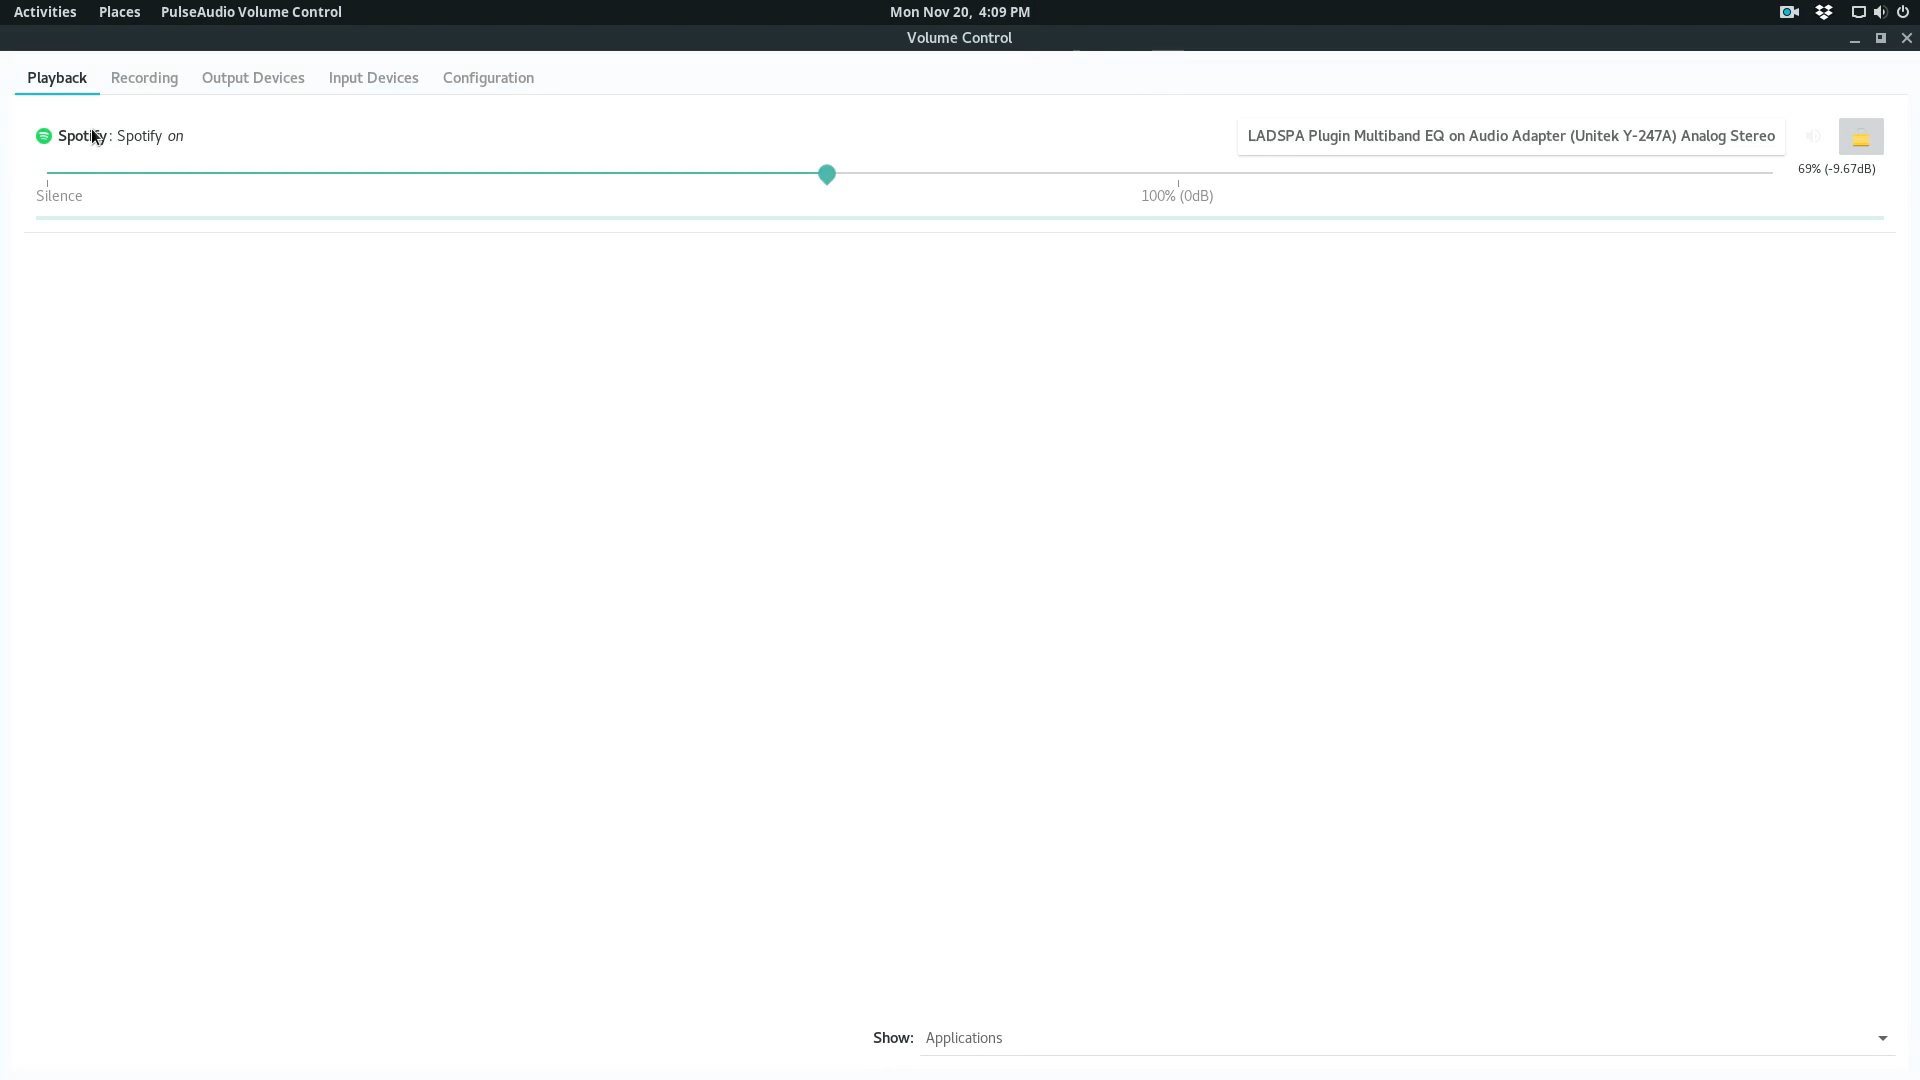 Activities Places PulseAudio Volume Control Mon Nov 20, 4:09 PM
Volume Control
Playback Recording Output Devices Input Devices Configuration
Spotify : Spotify on LADSPA Plugin Multiband EQ on Audio Adapter (Unitek Y-247A) Analog Stereo
69% (-9.67dB)
Silence 100% (0dB)
Show: Applications